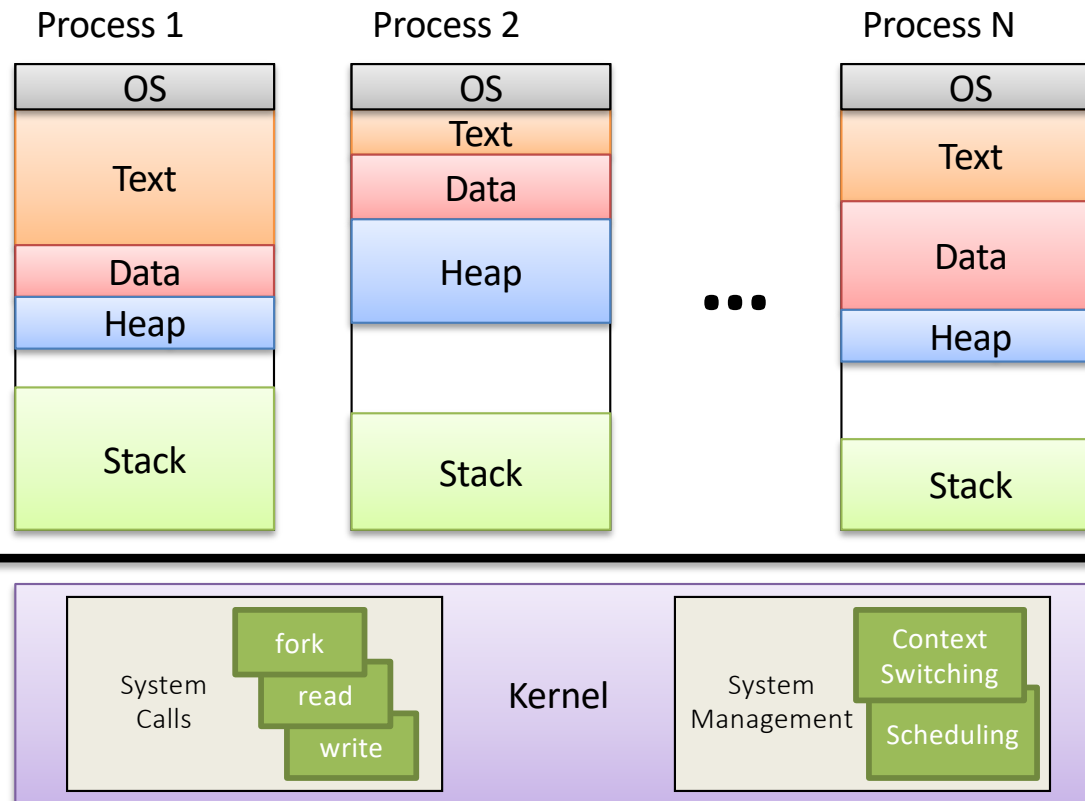 Process 1
OS
Text
Data
Heap
Stack
Process 2
OS
Text
Data
Heap
Stack
...
Process N
OS
Text
Data
Heap
Stack
System
Calls
fork
read
write
Kernel
System
Management
Context
Switching
Scheduling